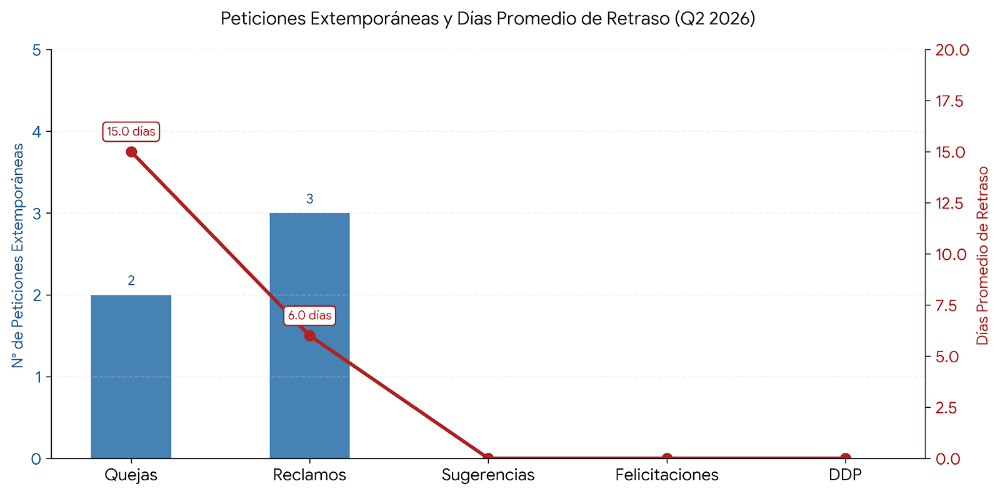 Peticiones Extemporáneas y Días Promedio de Retraso (Q2 2026)
N° de Peticiones Extemporáneas
5
4
3
2
1
0
15.0 días
2
3
6.0 días
20.0
17.5
15.0
12.5
10.0
7.5
5.0
2.5
0.0
Días Promedio de Retraso
Quejas
Reclamos
Sugerencias
Felicitaciones
DDP